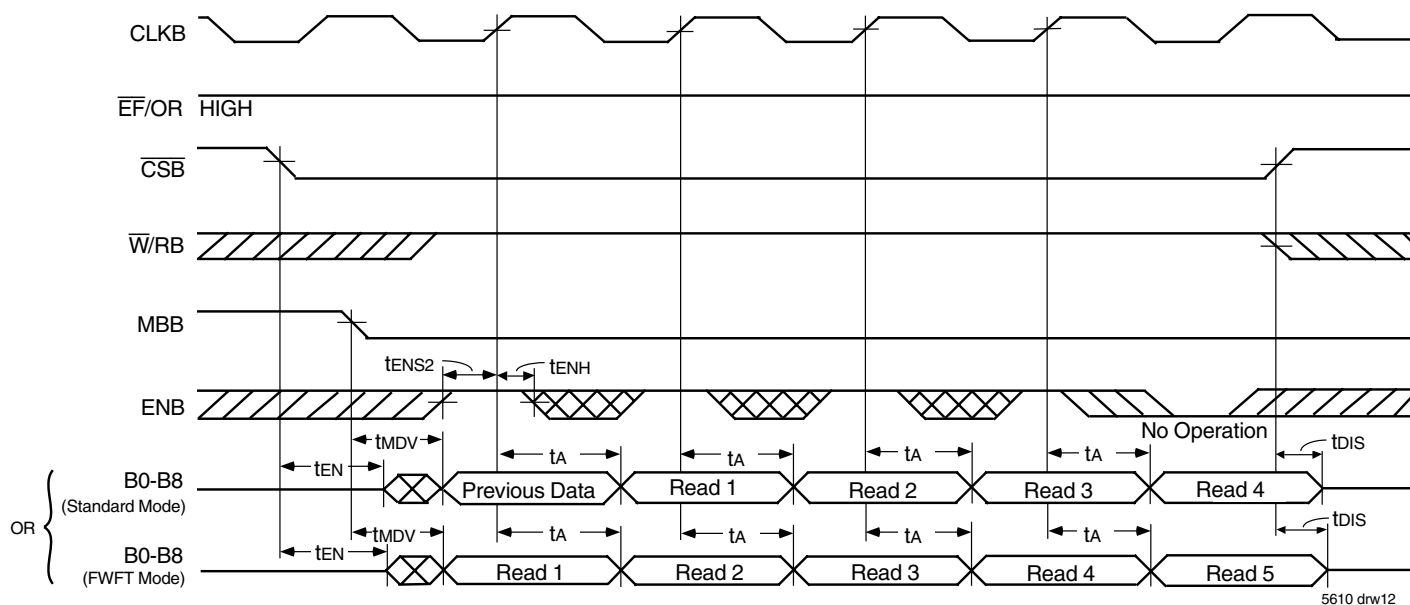 CLKB
EF/OR HIGH
CSB
W/RB
MBB
tENS2 tENH
ENB
No Operation
tMDV
tEN tA tA tA tA tDIS
B0-B8 Previous Data Read 1 Read 2 Read 3 Read 4
(Standard Mode)
OR
tMDV tA tA tA tA tDIS
tEN
B0-B8 Read 1 Read 2 Read 3 Read 4 Read 5
(FWFT Mode)
5610 drw12